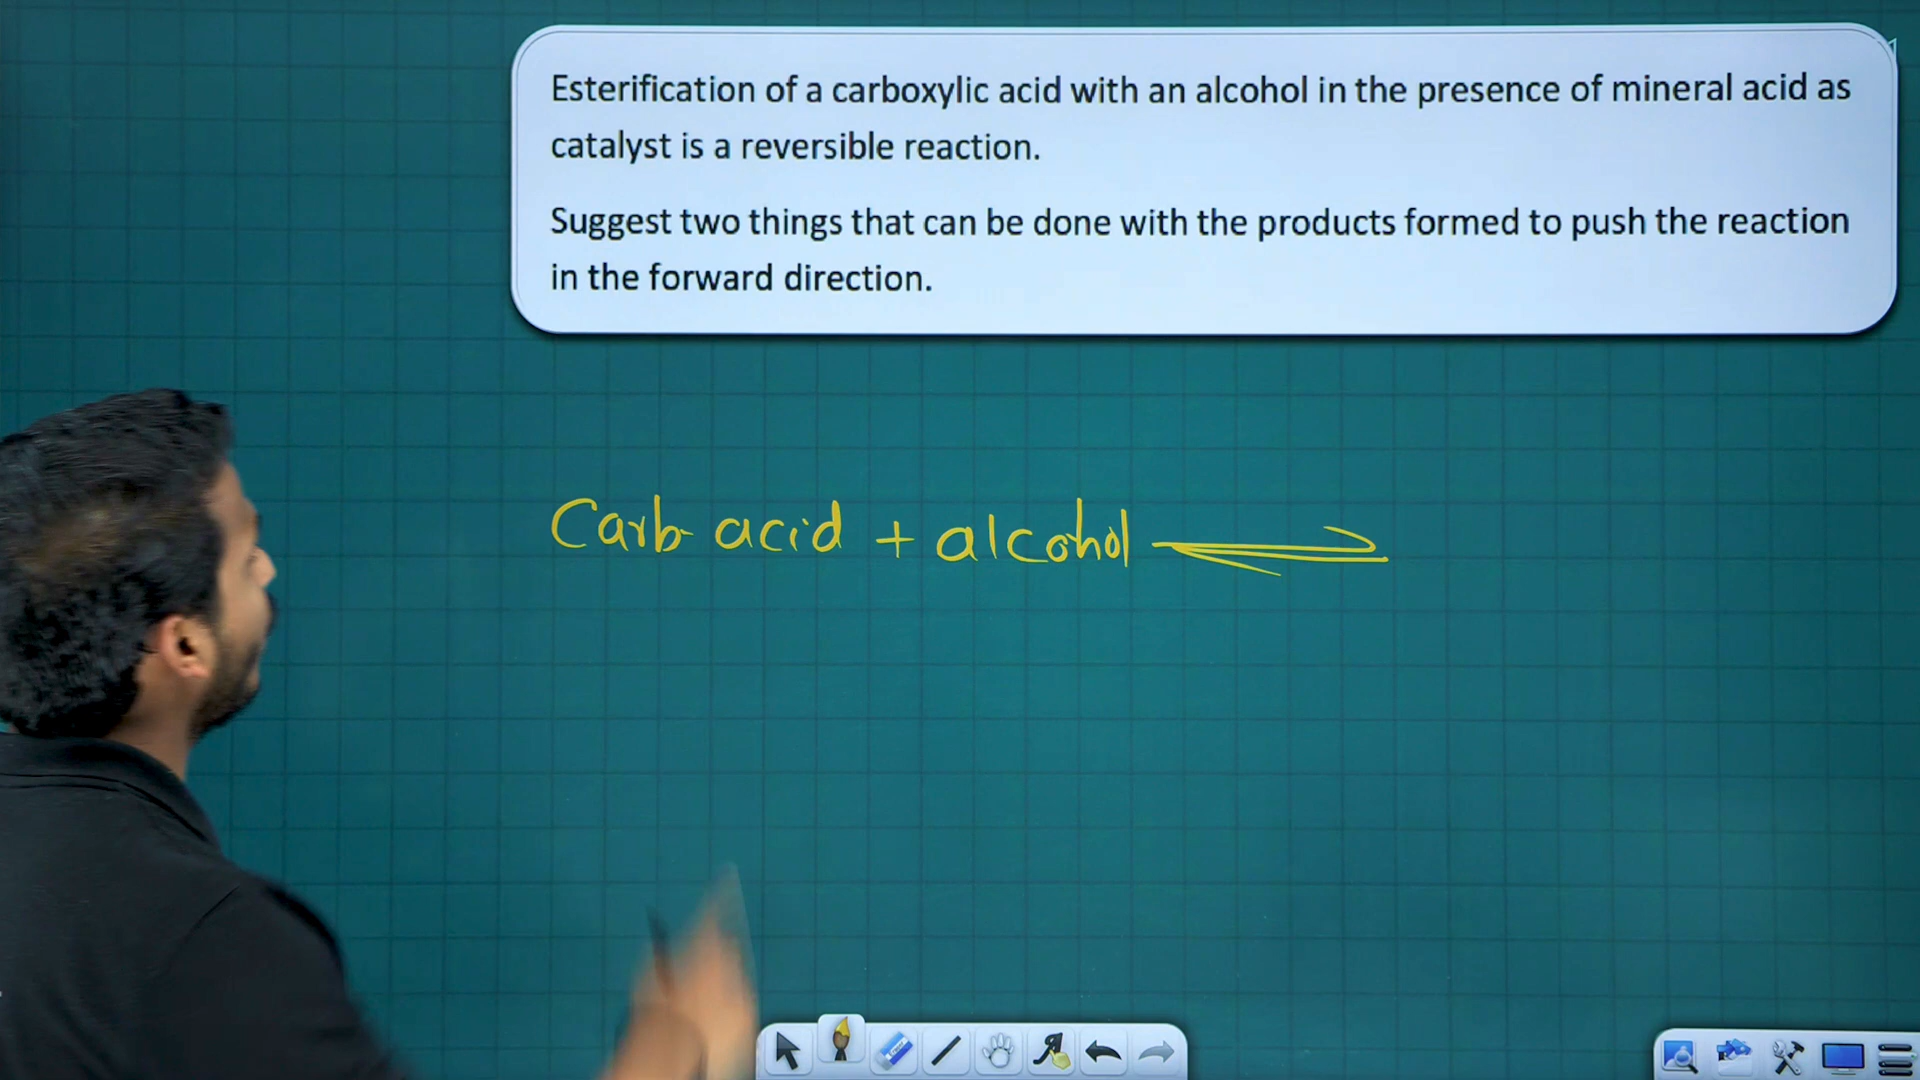 Esterification of a carboxylic acid with an alcohol in the presence of mineral acid as
catalyst is a reversible reaction.
Suggest two things that can be done with the products formed to push the reaction
in the forward direction.
Carb acid + alcohol ⇌